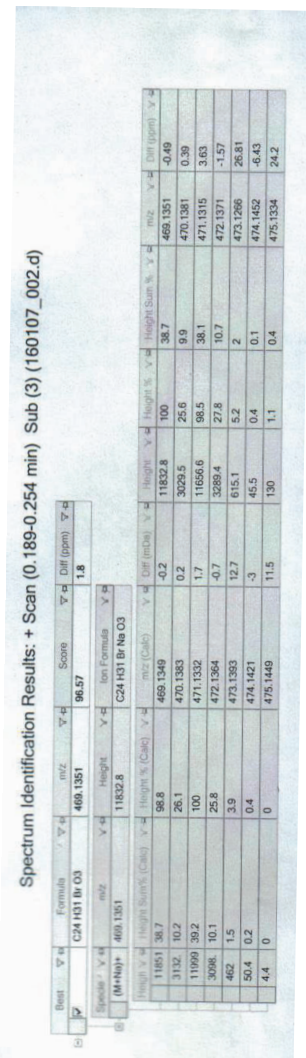 Spectrum Identification Results: + Scan (0.189-0.254 min) Sub (3) (160107_002.d)
Best Formula m/z Score Diff (ppm)
C24 H31 Br O3 469.1351 96.57 1.8
Specie m/z Height Ion Formula
(M+Na)+ 469.1351 11832.8 C24 H31 Br Na O3
Heigh Height Sum% (Calc) Height % (Calc) m/z (Calc) Diff (mDa) Height Height % Height Sum % m/z Diff (ppm)
11851 38.7 98.8 469.1349 -0.2 11832.8 100 38.7 469.1351 -0.49
3132. 10.2 26.1 470.1383 0.2 3029.5 25.6 9.9 470.1381 0.39
11999 39.2 100 471.1332 1.7 11656.6 98.5 38.1 471.1315 3.63
3098. 10.1 25.8 472.1364 -0.7 3289.4 27.8 10.7 472.1371 -1.57
462 1.5 3.9 473.1393 12.7 615.1 5.2 2 473.1266 26.81
50.4 0.2 0.4 474.1421 -3 45.5 0.4 0.1 474.1452 -6.43
4.4 0 0 475.1449 11.5 130 1.1 0.4 475.1334 24.2